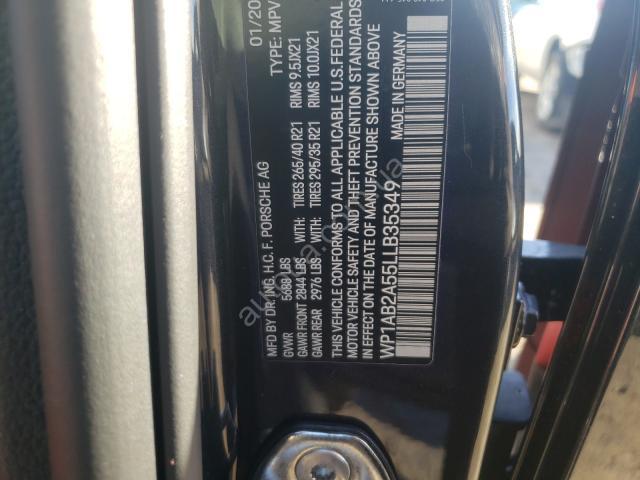 MFD BY DR. ING. H.C. F. PORSCHE AG 01/20
GVWR 5688 LBS TYPE: MPV
GAWR FRONT 2844 LBS WITH: TIRES 265/40 R21 RIMS 9.5JX21
GAWR REAR 2976 LBS WITH: TIRES 295/35 R21 RIMS 10.0JX21
THIS VEHICLE CONFORMS TO ALL APPLICABLE U.S. FEDERAL
MOTOR VEHICLE SAFETY AND THEFT PREVENTION STANDARDS
IN EFFECT ON THE DATE OF MANUFACTURE SHOWN ABOVE
WP1AB2A55LLB35349 MADE IN GERMANY